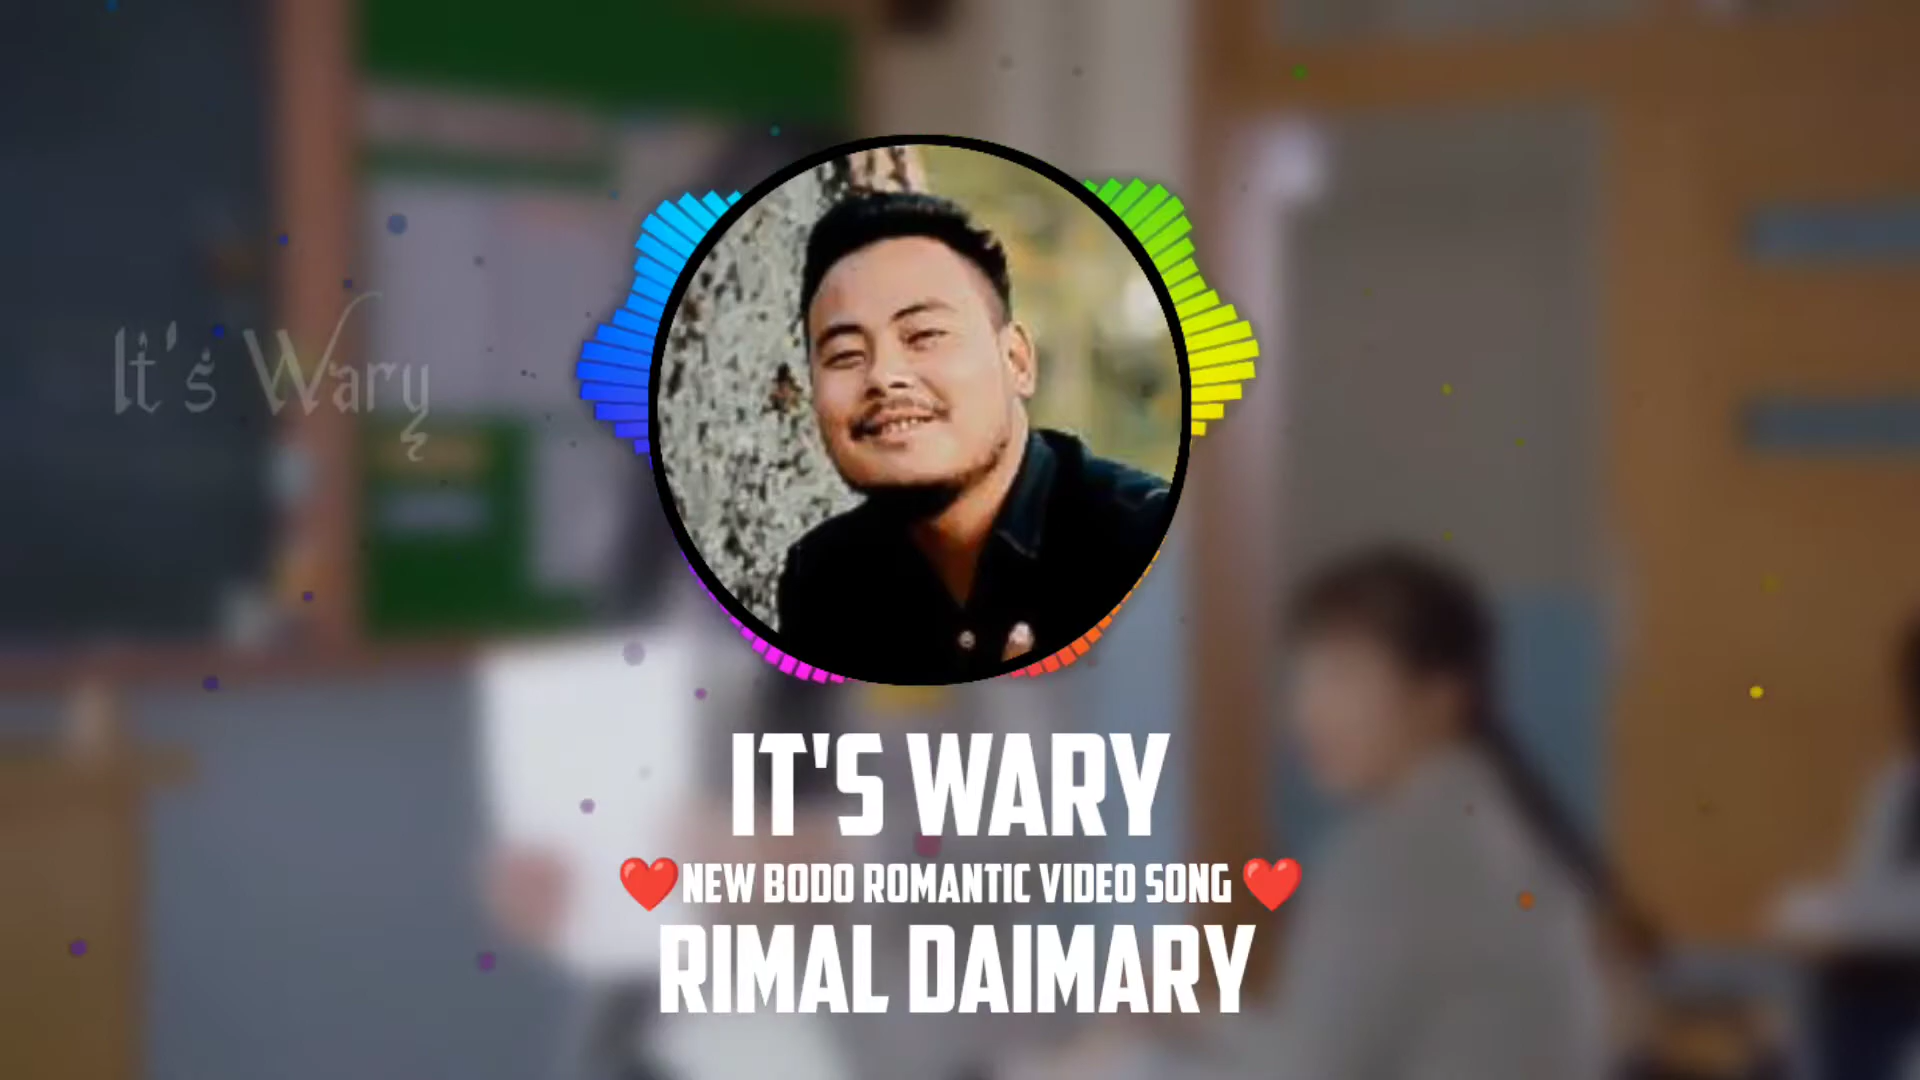 It's Wary
IT'S WARY
❤️NEW BODO ROMANTIC VIDEO SONG ❤️
RIMAL DAIMARY